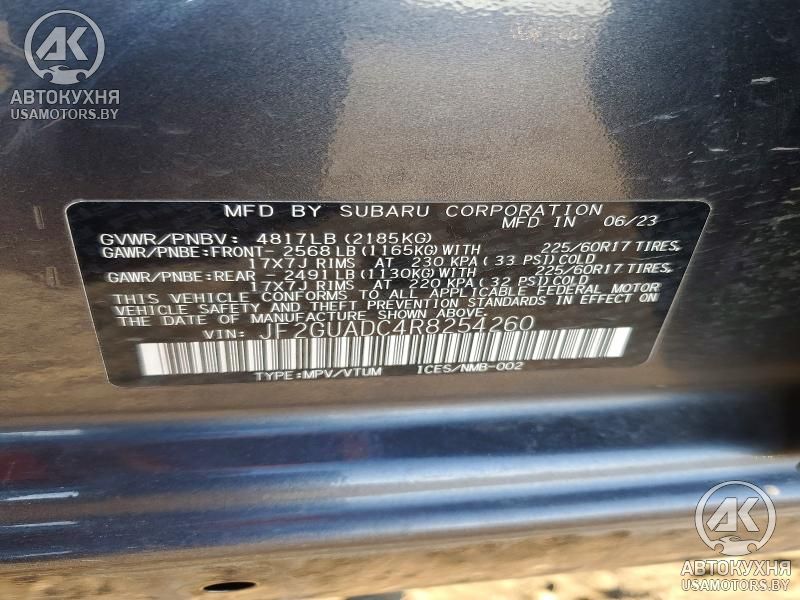 AK
АВТОКУХНЯ
USAMOTORS.BY
MFD BY SUBARU CORPORATION
MFD IN 06/23
GVWR/PNBV: 4817LB(2185KG)
GAWR/PNBE:FRONT- 2568LB(1165KG)WITH 225/60R17 TIRES,
17X7J RIMS AT 230 KPA (33 PSI)COLD
GAWR/PNBE:REAR - 2491LB(1130KG)WITH 225/60R17 TIRES,
17X7J RIMS AT 220 KPA (32 PSI)COLD
THIS VEHICLE CONFORMS TO ALL APPLICABLE FEDERAL MOTOR
VEHICLE SAFETY AND THEFT PREVENTION STANDARDS IN EFFECT ON
THE DATE OF MANUFACTURE SHOWN ABOVE.
VIN: JF2GUADC4R8254260
TYPE:MPV/VTUM ICES/NMB-002
AK
АВТОКУХНЯ
USAMOTORS.BY